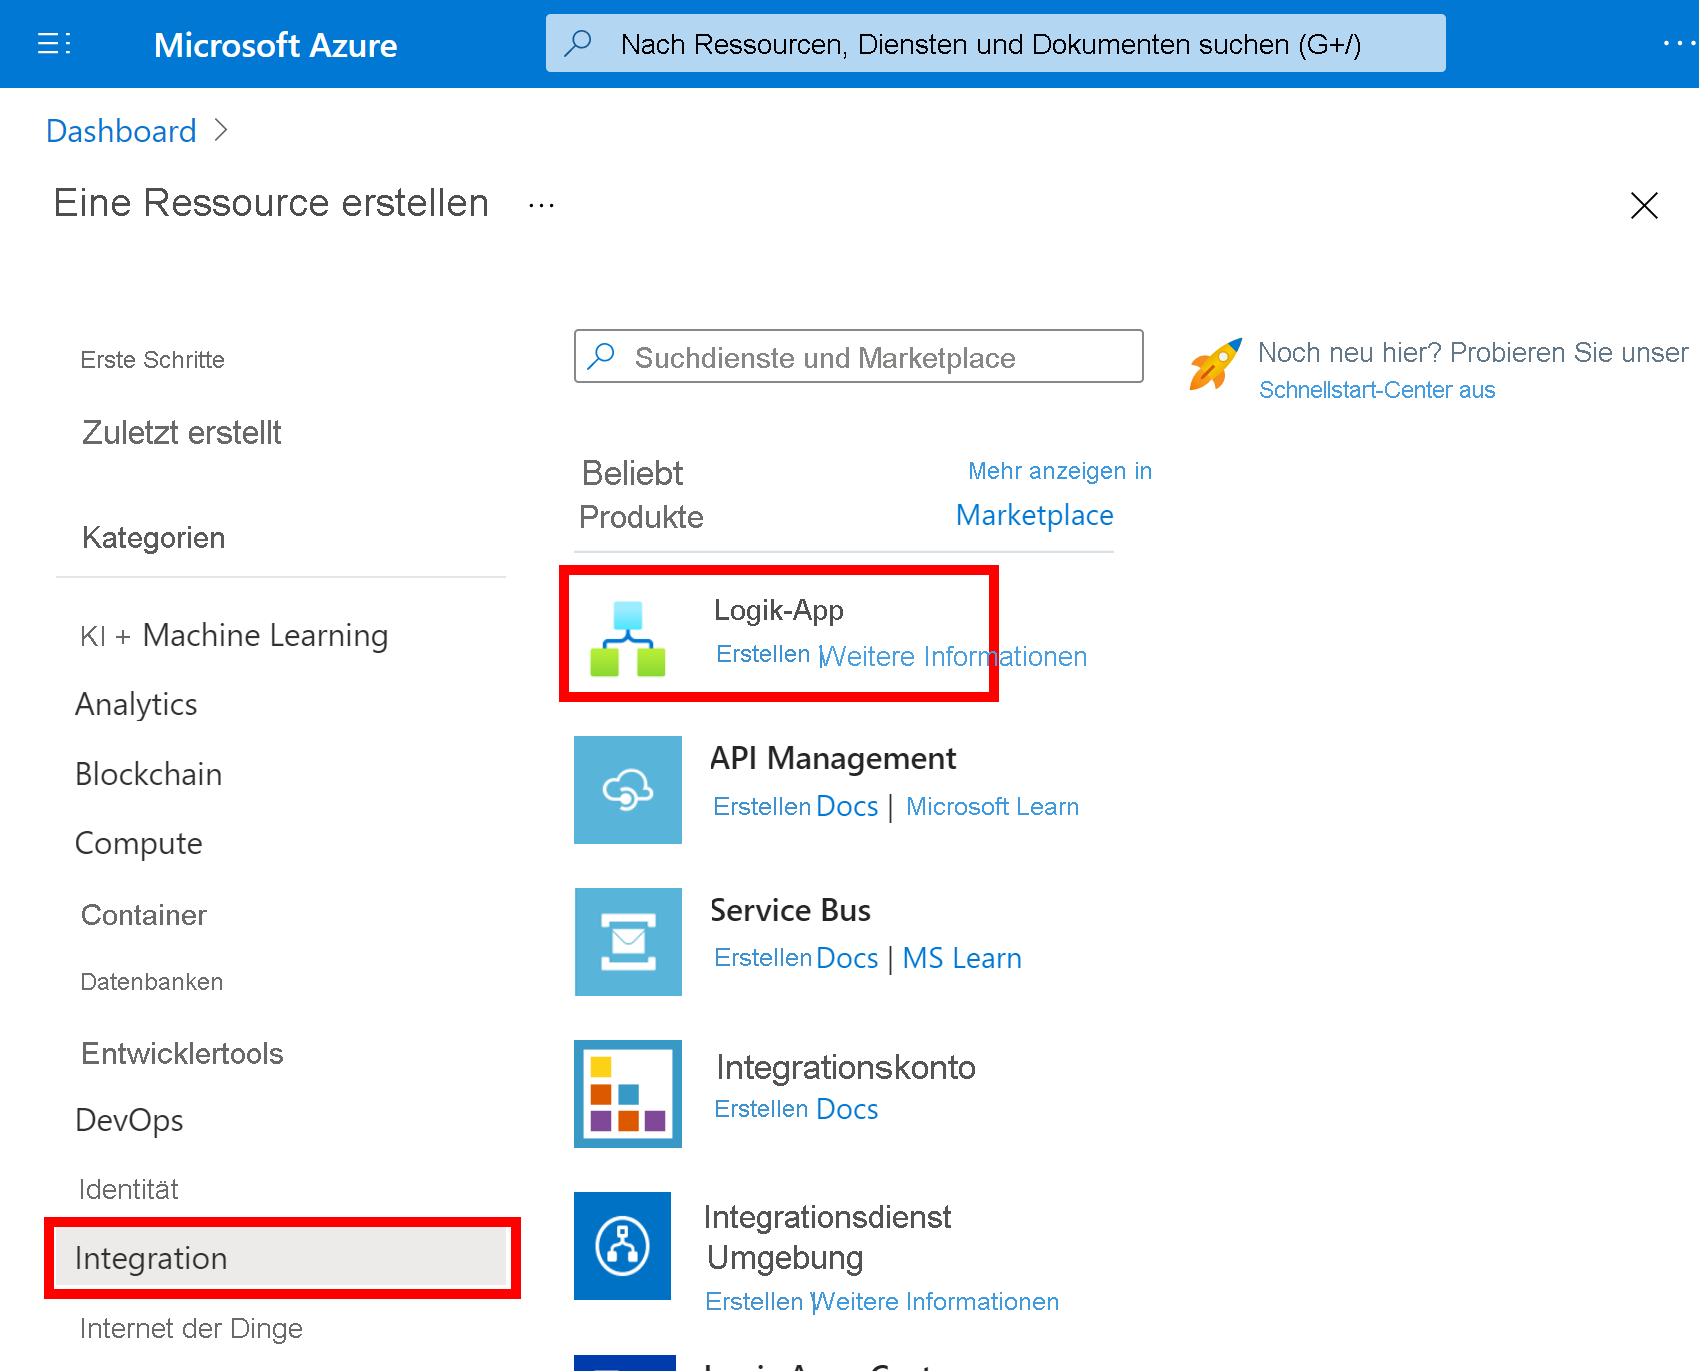 Microsoft Azure
Nach Ressourcen, Diensten und Dokumenten suchen (G+/)
Dashboard
Eine Ressource erstellen
Erste Schritte
Zuletzt erstellt
Kategorien
KI + Machine Learning
Analytics
Blockchain
Compute
Container
Datenbanken
Entwicklertools
DevOps
Identität
Integration
Internet der Dinge
Suchdienste und Marketplace
Noch neu hier? Probieren Sie unser
Schnellstart-Center aus
Beliebt
Produkte
Mehr anzeigen in
Marketplace
Logik-App
Erstellen | Weitere Informationen
API Management
Erstellen Docs | Microsoft Learn
Service Bus
Erstellen Docs | MS Learn
Integrationskonto
Erstellen Docs
Integrationsdienst
Umgebung
Erstellen | Weitere Informationen